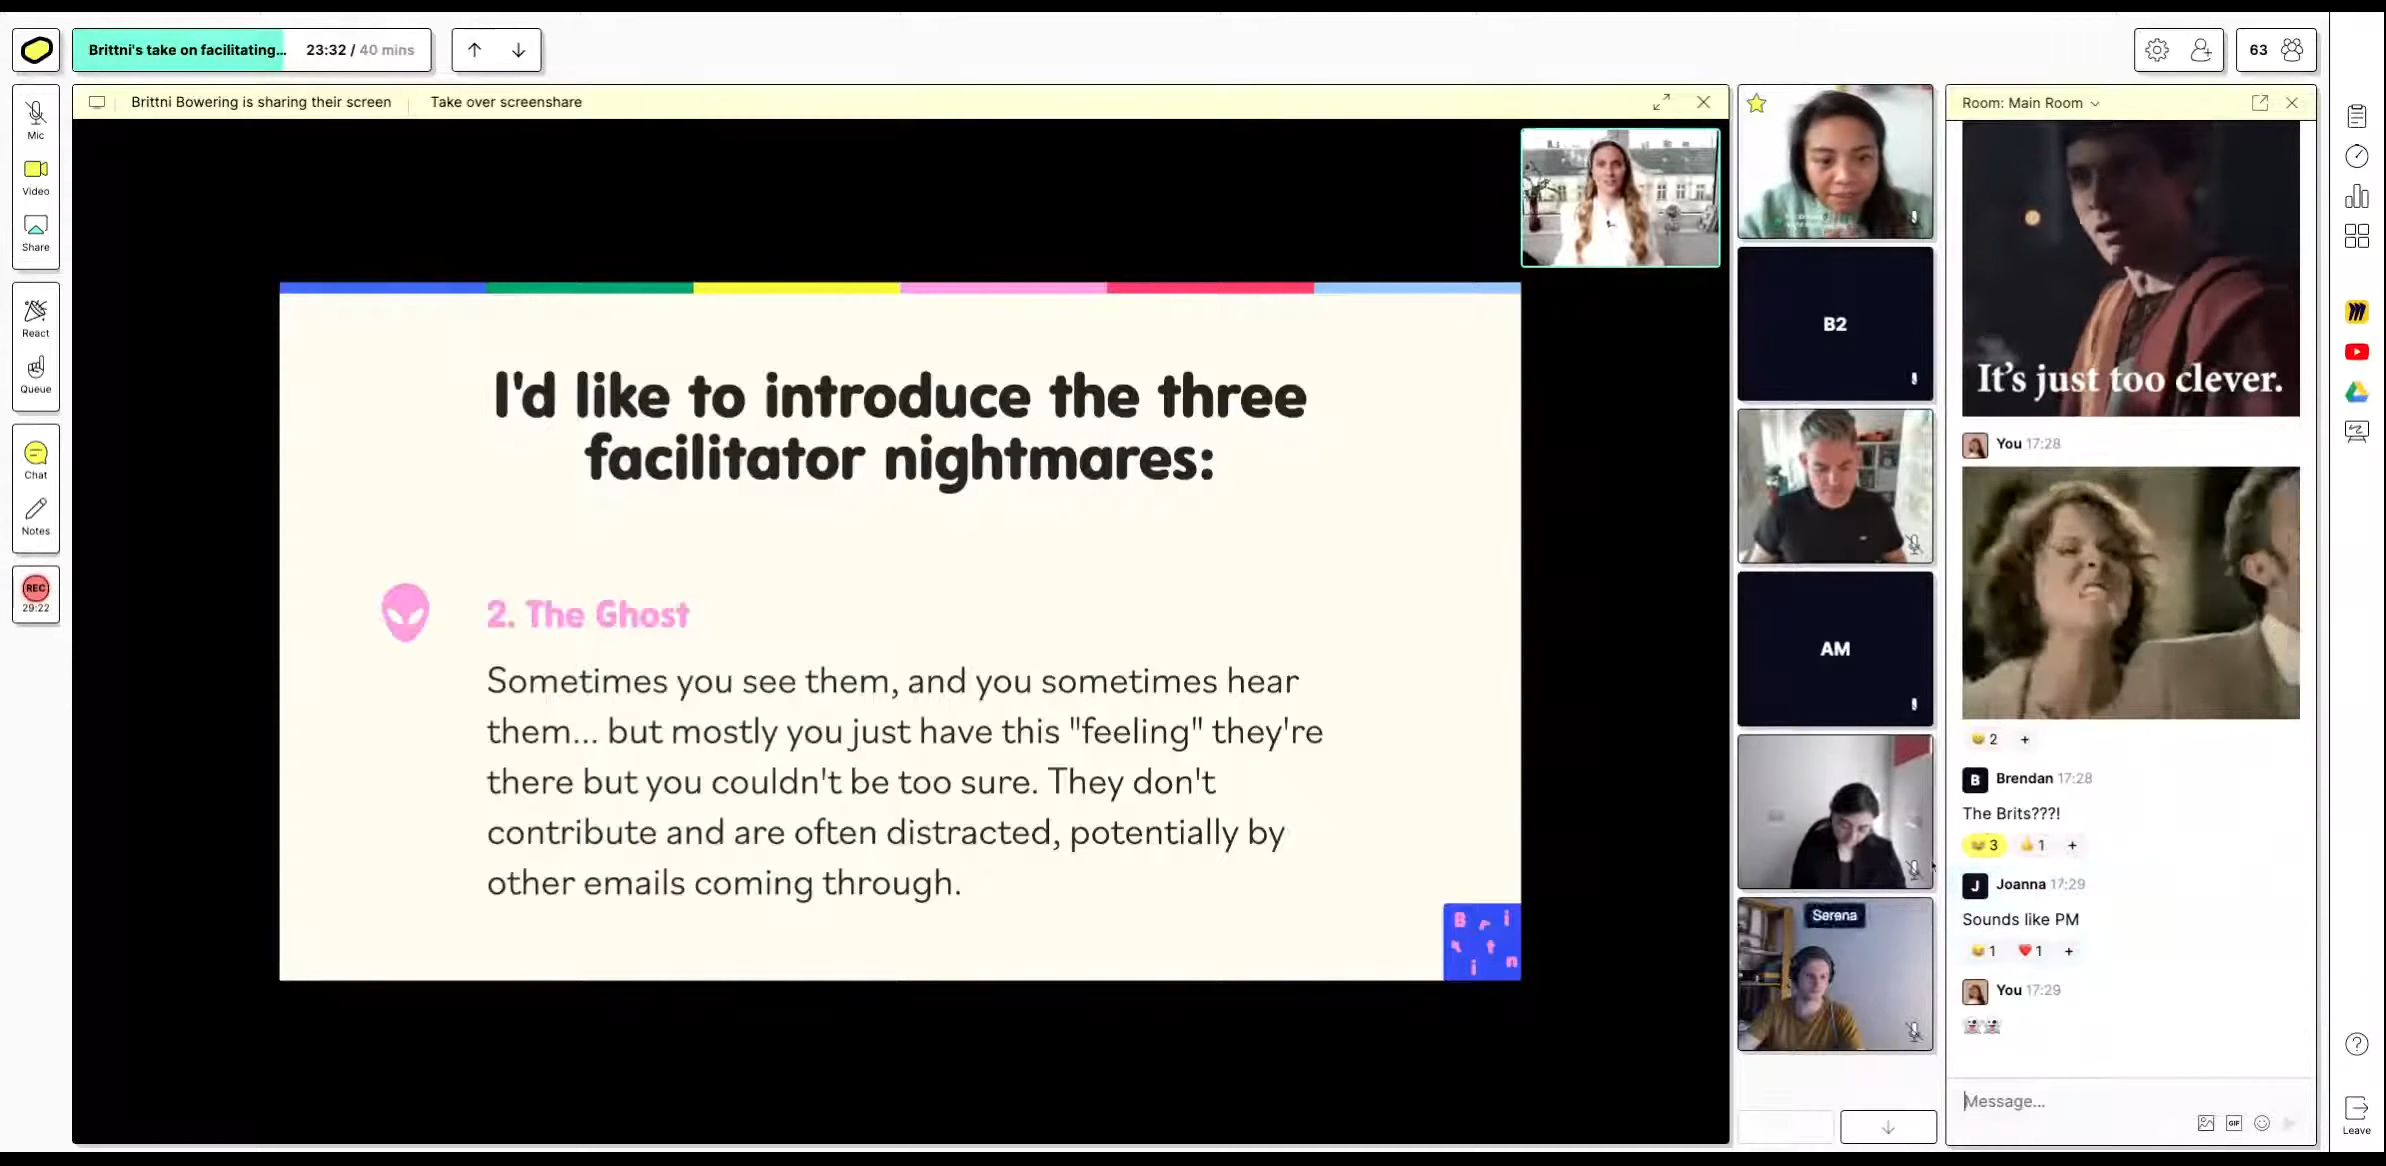 Brittni's take on facilitating...
23:32 / 40 mins
63
Mic
Video
Share
React
Queue
Chat
Notes
REC
29:22
Brittni Bowering is sharing their screen
Take over screenshare
I'd like to introduce the three
facilitator nightmares:
2. The Ghost
Sometimes you see them, and you sometimes hear
them... but mostly you just have this "feeling" they're
there but you couldn't be too sure. They don't
contribute and are often distracted, potentially by
other emails coming through.
B r i
t t
i n
B2
AM
Serena
Room: Main Room
It's just too clever.
You 17:28
2 +
Brendan 17:28
B
The Brits???!
3 1 +
J
Joanna 17:29
Sounds like PM
1 1 +
You 17:29
Message...
GIF
Leave